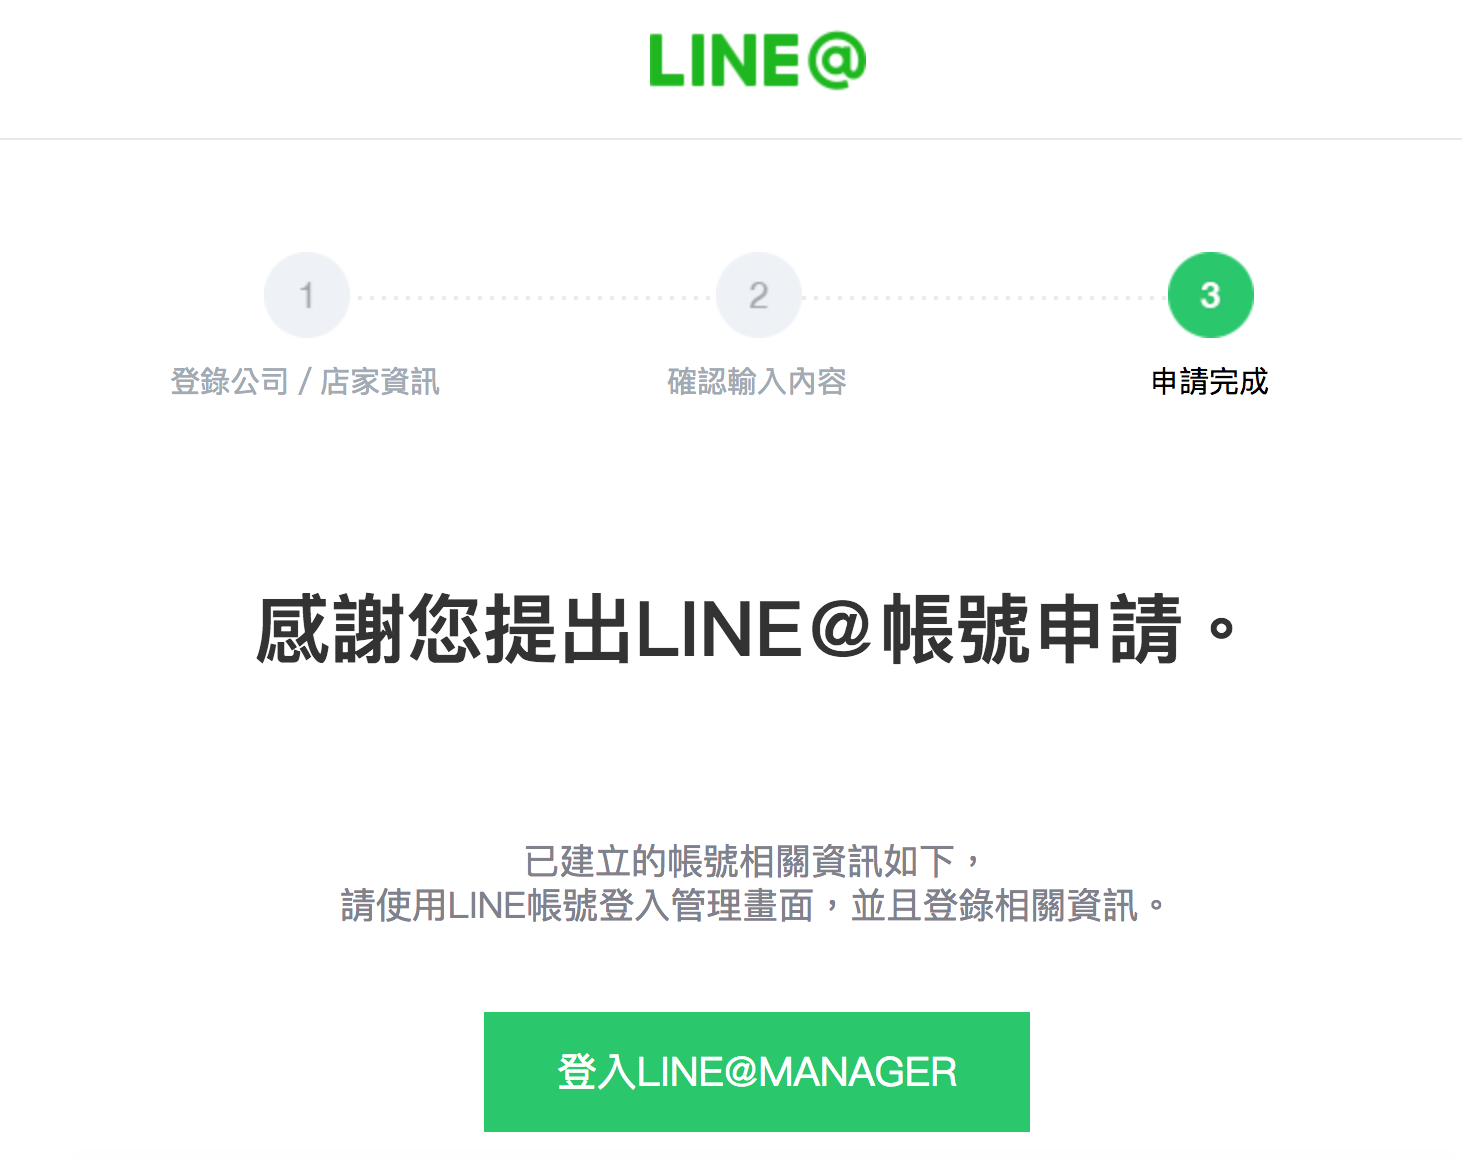 LINE@
1
2
3
登錄公司 / 店家資訊
確認輸入內容
申請完成
感謝您提出LINE@帳號申請。
已建立的帳號相關資訊如下，
請使用LINE帳號登入管理畫面，並且登錄相關資訊。
登入LINE@MANAGER